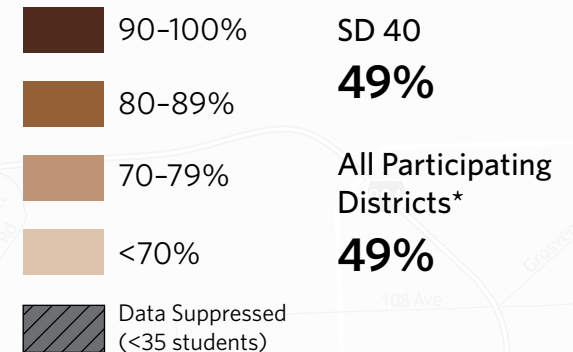 90–100%
80–89%
70–79%
<70%
Data Suppressed
(<35 students)
SD 40
49%
All Participating
Districts*
49%
108 Ave
Rd